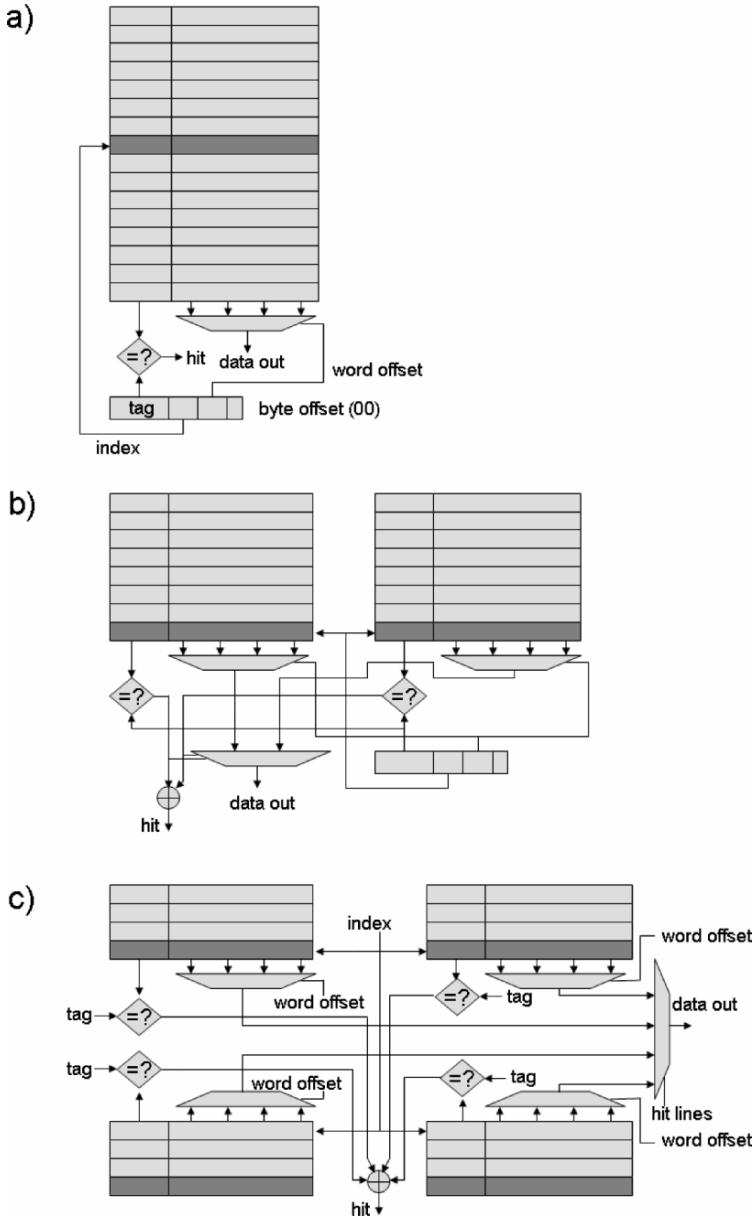 a)
=?
hit
data out
word offset
tag
byte offset (00)
index
b)
=?
=?
data out
hit
c)
index
word offset
word offset
tag
=?
=?
tag
data out
tag
=?
word offset
=?
tag
hit lines
word offset
hit